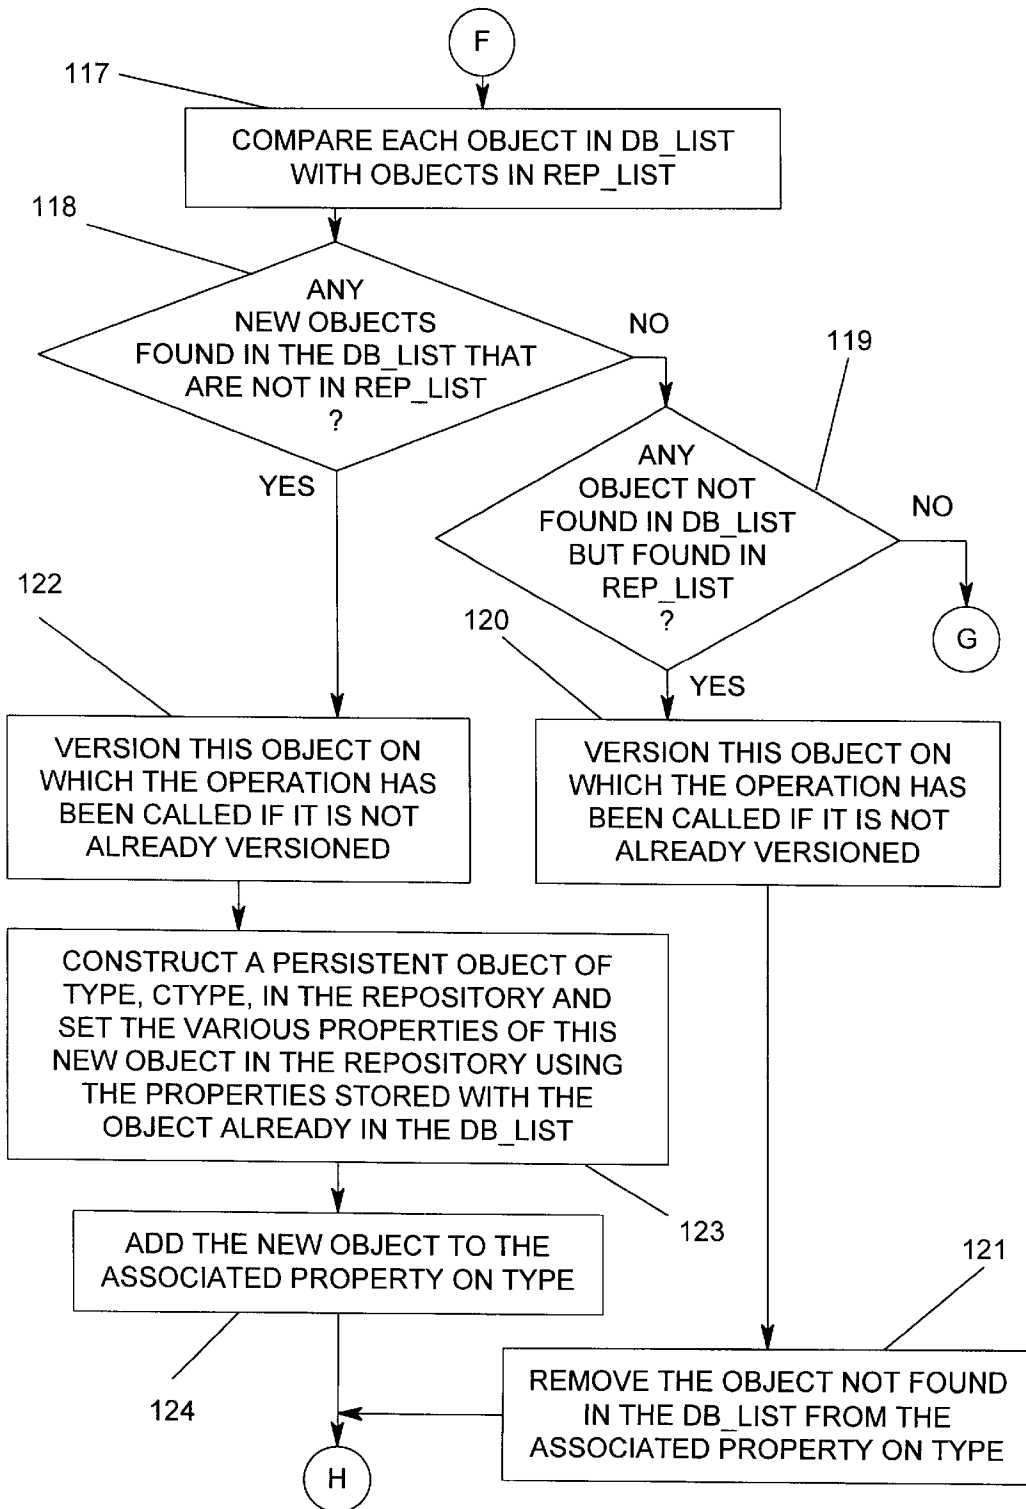 F
117
COMPARE EACH OBJECT IN DB_LIST
WITH OBJECTS IN REP_LIST
118
ANY
NEW OBJECTS
FOUND IN THE DB_LIST THAT
ARE NOT IN REP_LIST
?
NO
119
YES
ANY
OBJECT NOT
FOUND IN DB_LIST
BUT FOUND IN
REP_LIST
?
NO
G
122
120
YES
VERSION THIS OBJECT ON
WHICH THE OPERATION HAS
BEEN CALLED IF IT IS NOT
ALREADY VERSIONED
VERSION THIS OBJECT ON
WHICH THE OPERATION HAS
BEEN CALLED IF IT IS NOT
ALREADY VERSIONED
CONSTRUCT A PERSISTENT OBJECT OF
TYPE, CTYPE, IN THE REPOSITORY AND
SET THE VARIOUS PROPERTIES OF THIS
NEW OBJECT IN THE REPOSITORY USING
THE PROPERTIES STORED WITH THE
OBJECT ALREADY IN THE DB_LIST
123
ADD THE NEW OBJECT TO THE
ASSOCIATED PROPERTY ON TYPE
124
121
REMOVE THE OBJECT NOT FOUND
IN THE DB_LIST FROM THE
ASSOCIATED PROPERTY ON TYPE
H